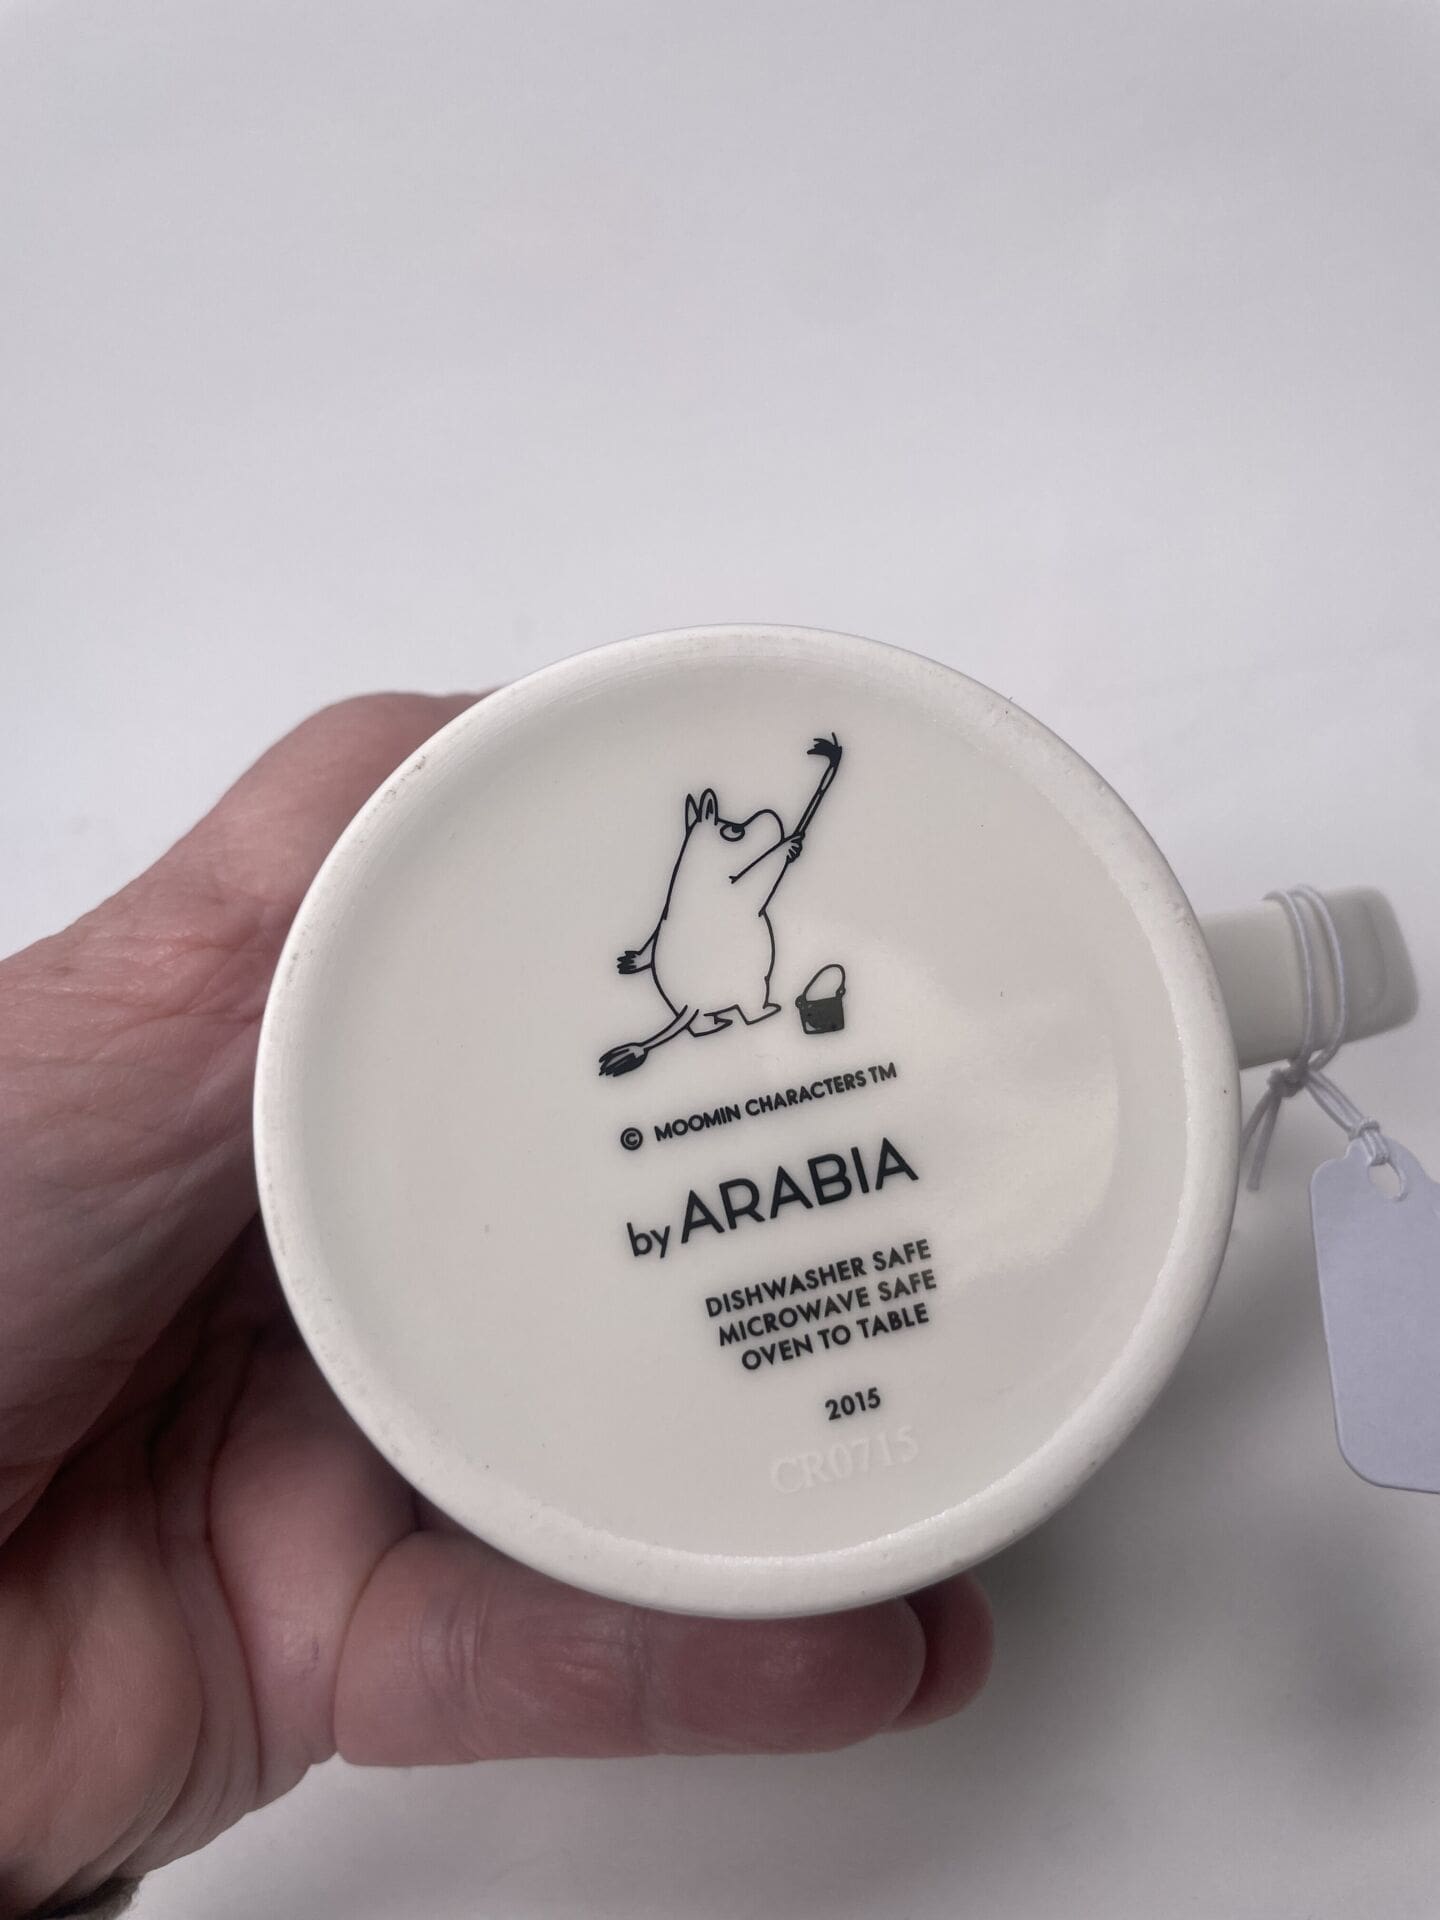 © MOOMIN CHARACTERS TM
by ARABIA
DISHWASHER SAFE
MICROWAVE SAFE
OVEN TO TABLE
2015
CR0715